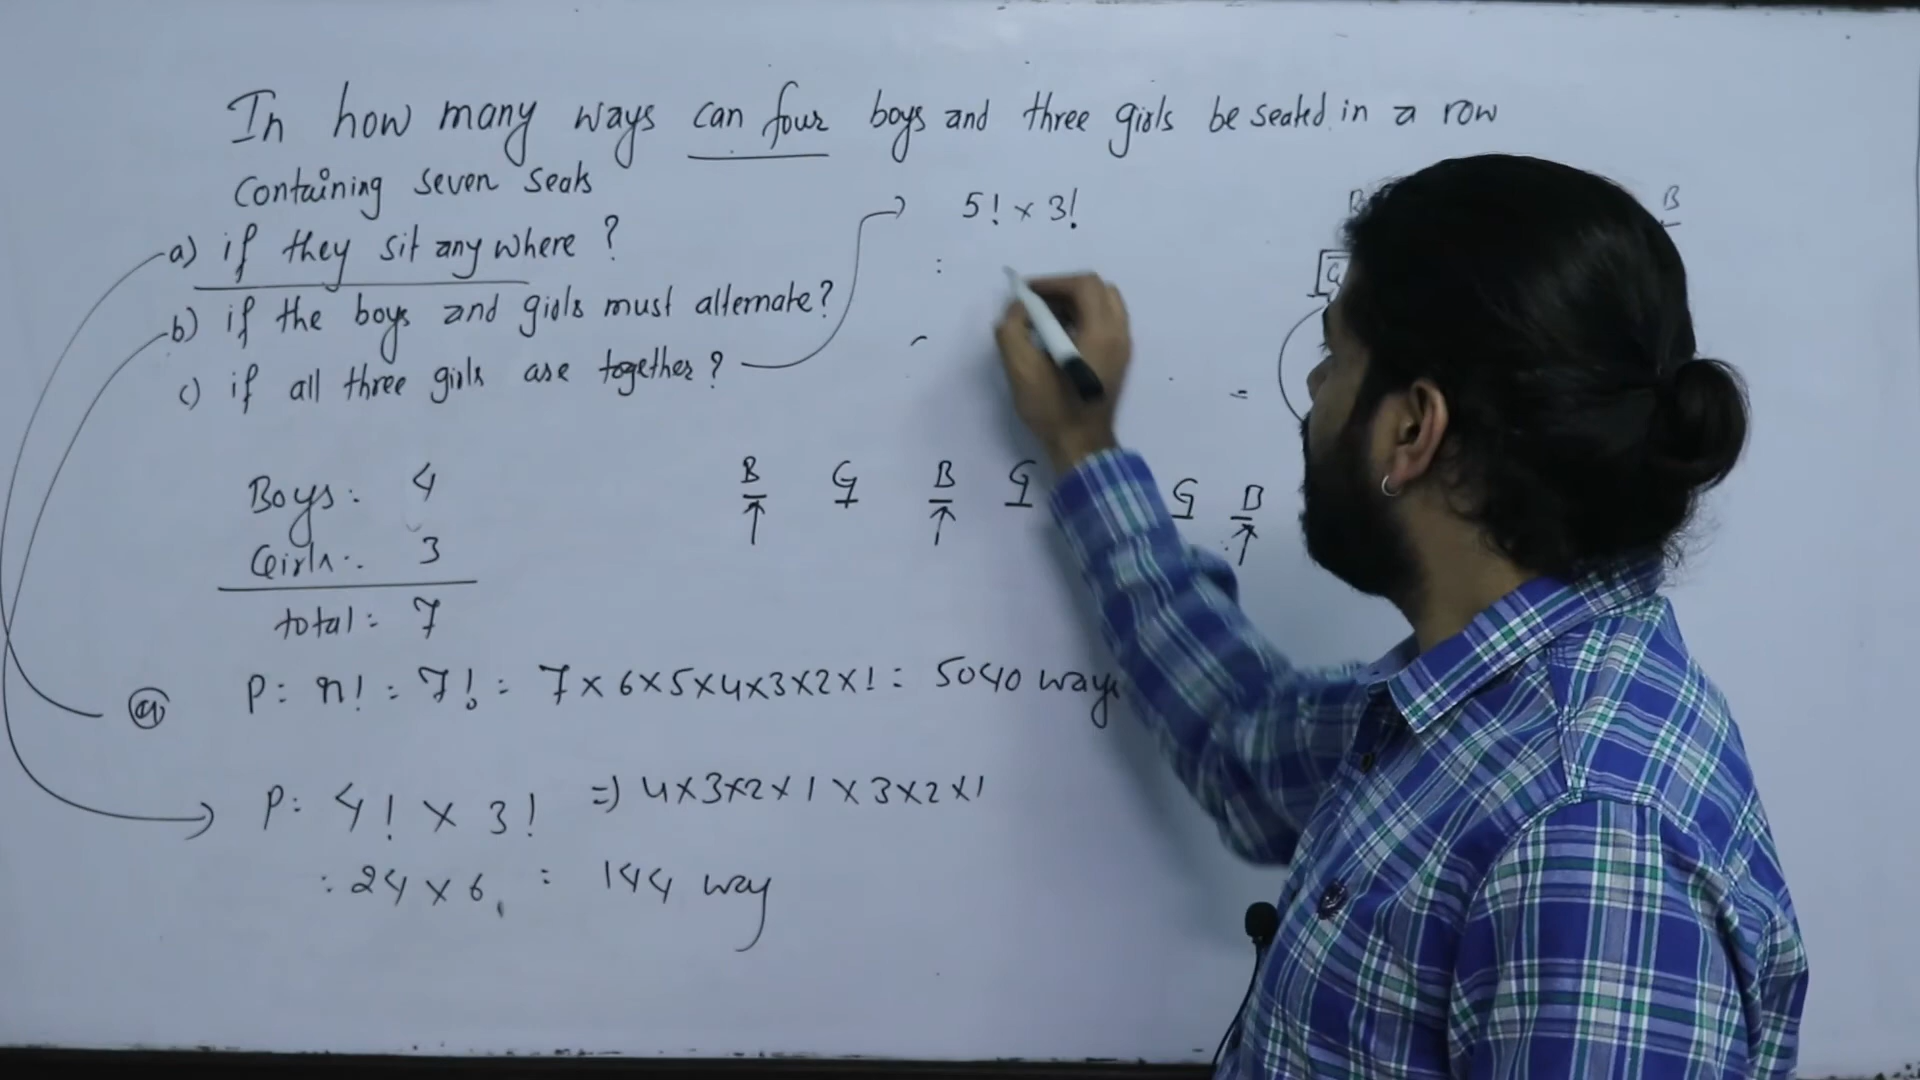 In how many ways can four boys and three girls be seated in a row
Containing seven seats
a) if they sit anywhere ?
b) if the boys and girls must alternate?
c) if all three girls are together ?
5! × 3!
:
=
B
B
G
Boys: 4
Girls: 3
total: 7
B G B G G B
P: n! = 7! = 7 × 6 × 5 × 4 × 3 × 2 × 1 = 5040 ways
a
P: 4! × 3! => 4 × 3 × 2 × 1 × 3 × 2 × 1
: 24 × 6 = 144 way